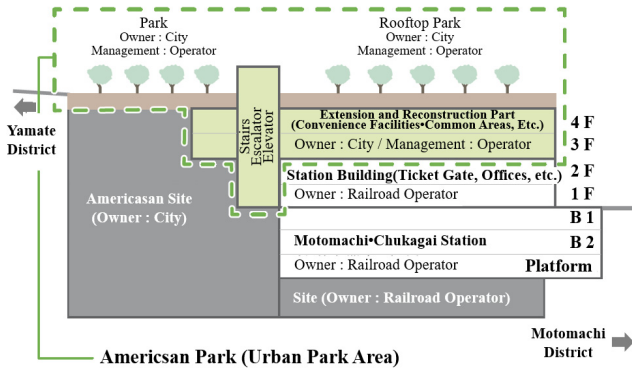 Park
Owner : City
Management : Operator
Rooftop Park
Owner : City
Management : Operator
Yamate
District
Stairs
Escalator
Elevator
Extension and Reconstruction Part
(Convenience Facilities•Common Areas, Etc.)
4 F
Owner : City / Management : Operator
3 F
Station Building(Ticket Gate, Offices, etc.)
2 F
Owner : Railroad Operator
1 F
Americasan Site
(Owner : City)
B 1
Motomachi•Chukagai Station
B 2
Owner : Railroad Operator
Platform
Site (Owner : Railroad Operator)
Motomachi
District
Americsan Park (Urban Park Area)